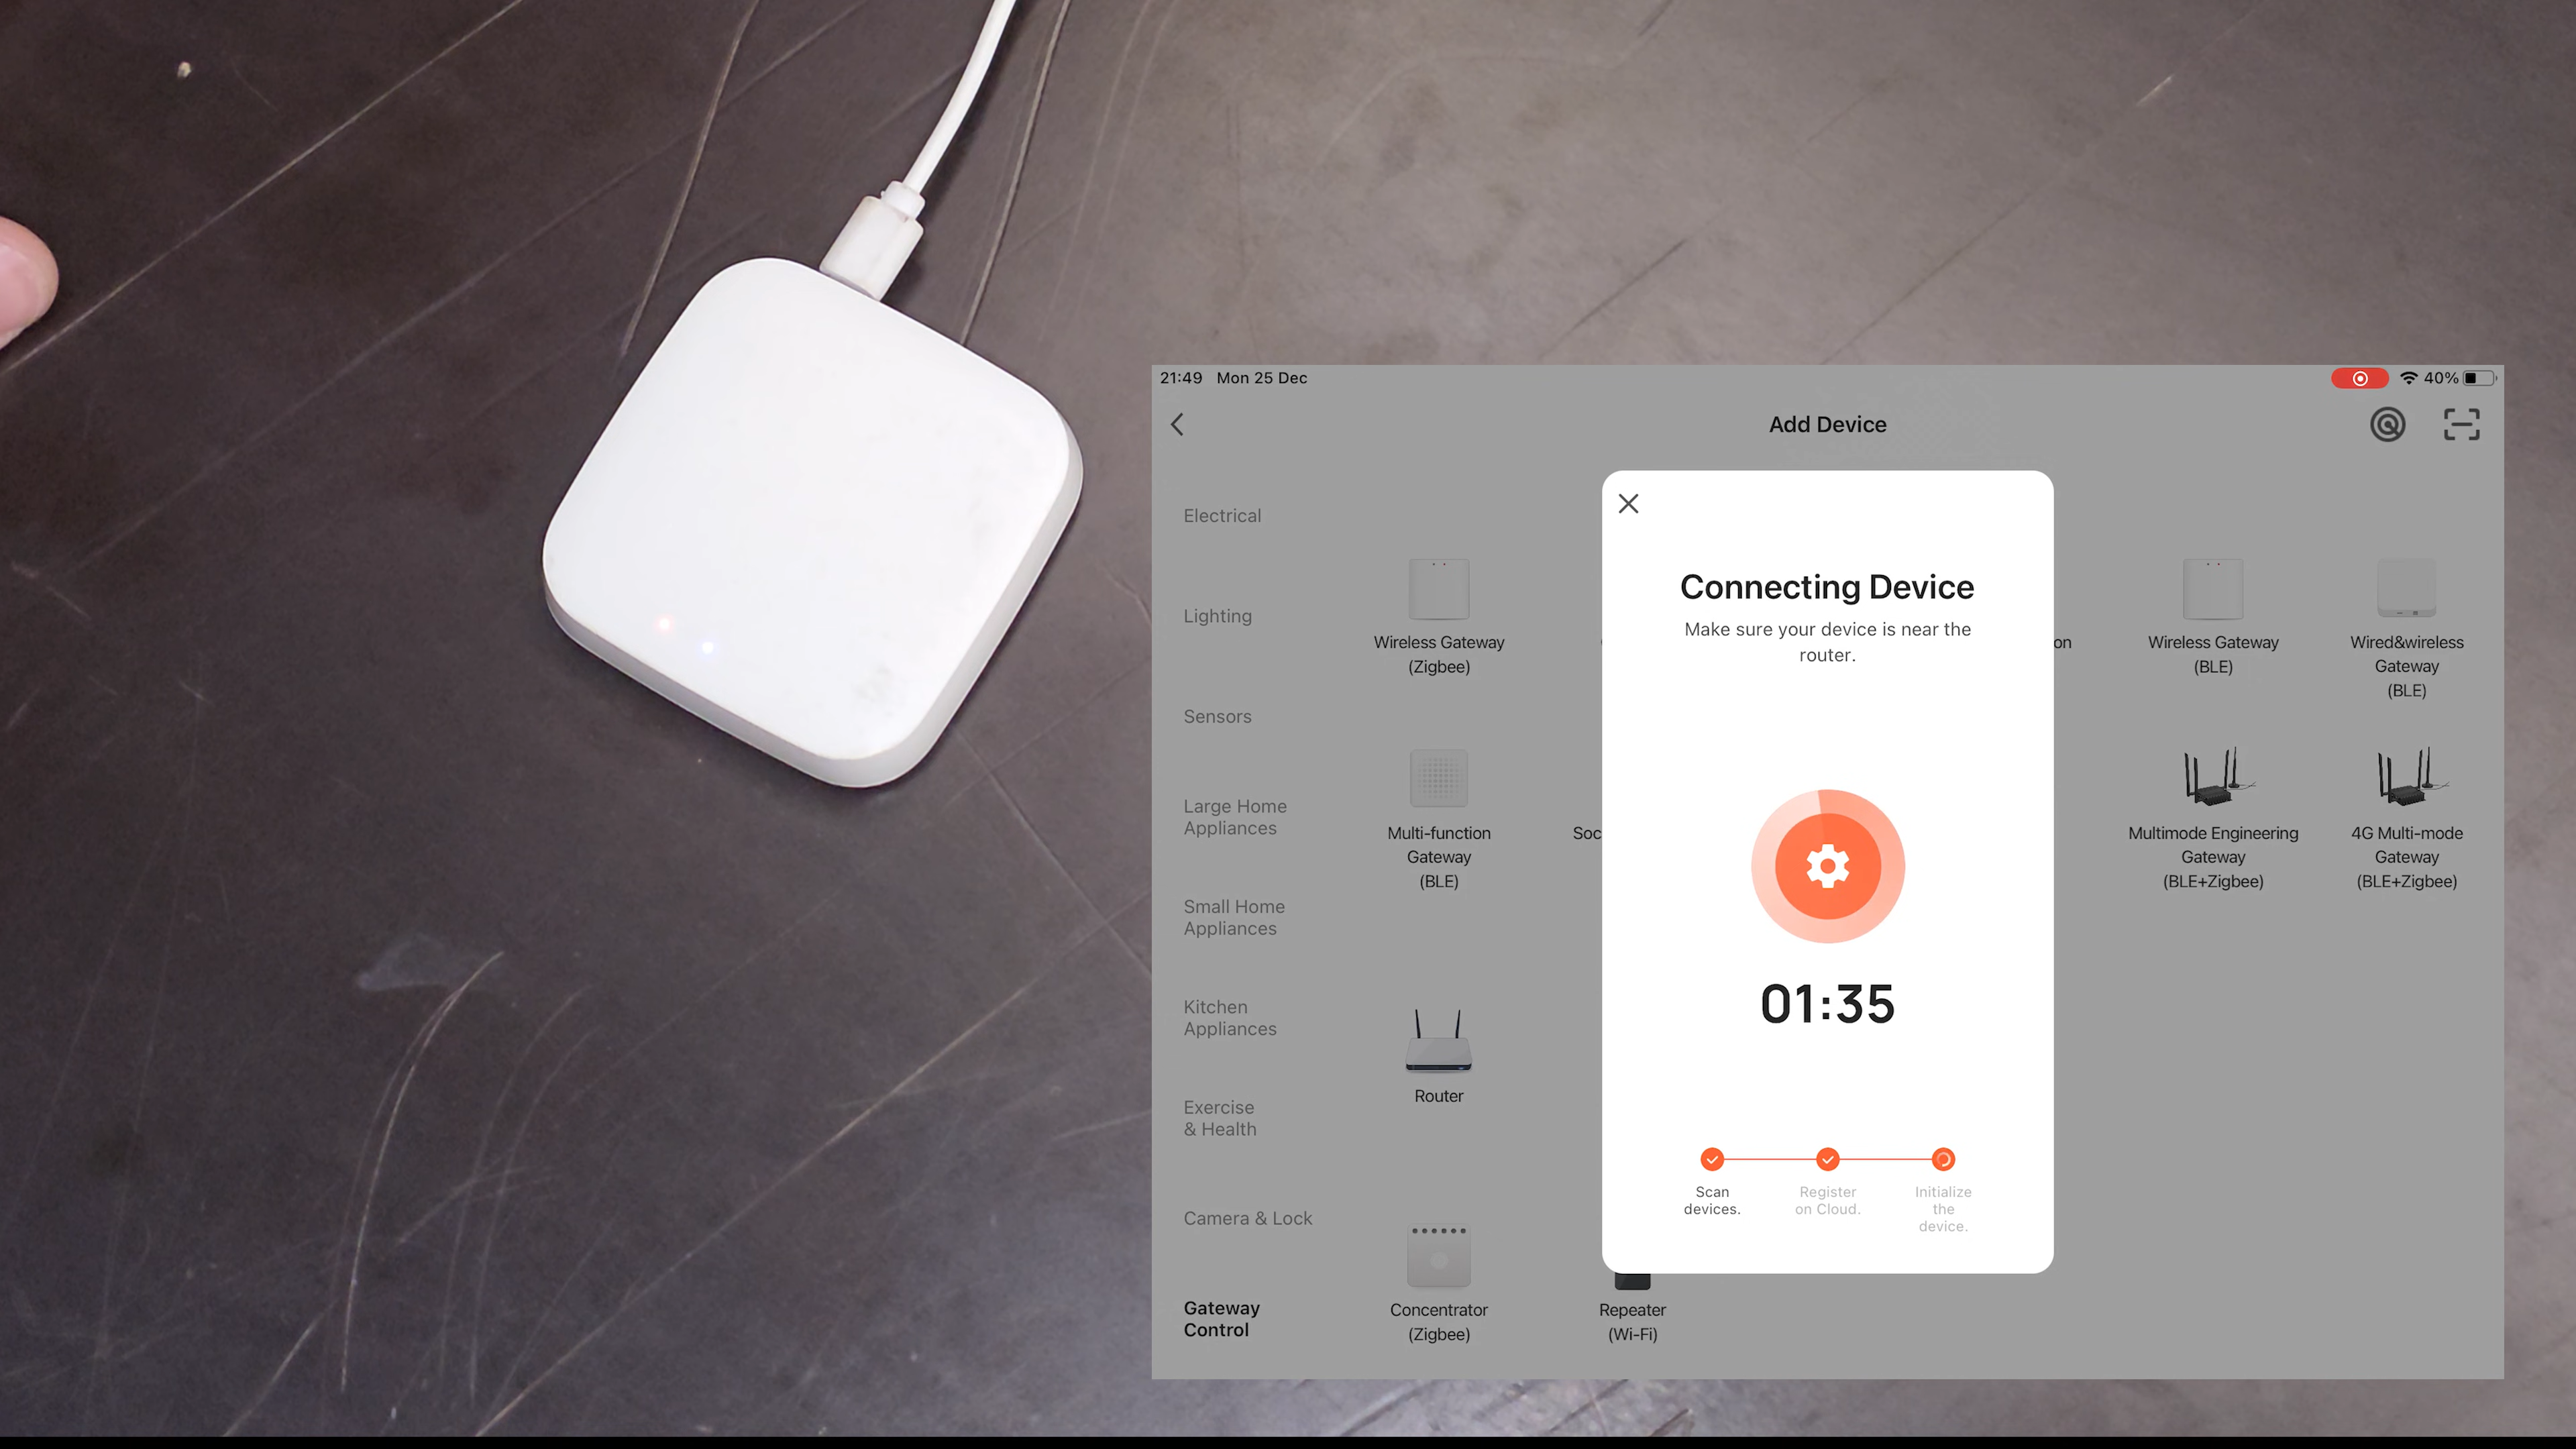 21:49 Mon 25 Dec
40%
Add Device
Electrical
Lighting
Sensors
Large Home
Appliances
Small Home
Appliances
Kitchen
Appliances
Exercise
& Health
Camera & Lock
Gateway
Control
Wireless Gateway
(Zigbee)
on
Wireless Gateway
(BLE)
Wired&wireless
Gateway
(BLE)
Multi-function
Gateway
(BLE)
Soc
Multimode Engineering
Gateway
(BLE+Zigbee)
4G Multi-mode
Gateway
(BLE+Zigbee)
Router
Concentrator
(Zigbee)
Repeater
(Wi-Fi)
Connecting Device
Make sure your device is near the
router.
01:35
Scan
devices.
Register
on Cloud.
Initialize
the
device.